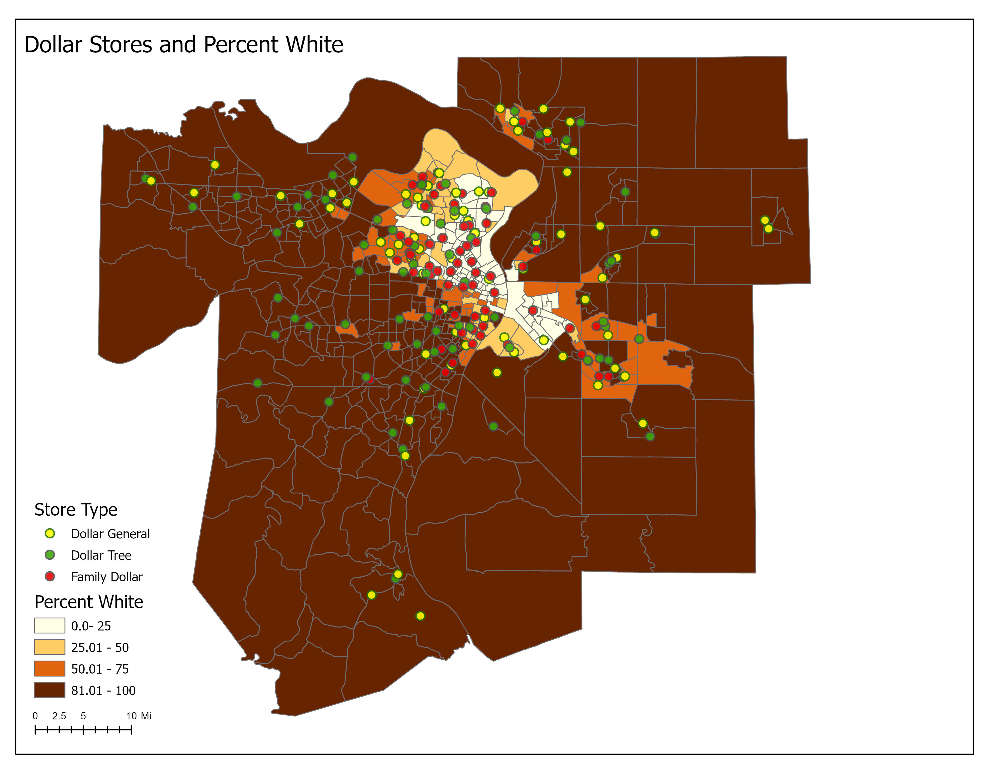 Dollar Stores and Percent White
Store Type
Dollar General
Dollar Tree
Family Dollar
Percent White
0.0- 25
25.01 - 50
50.01 - 75
81.01 - 100
0 2.5 5 10 Mi